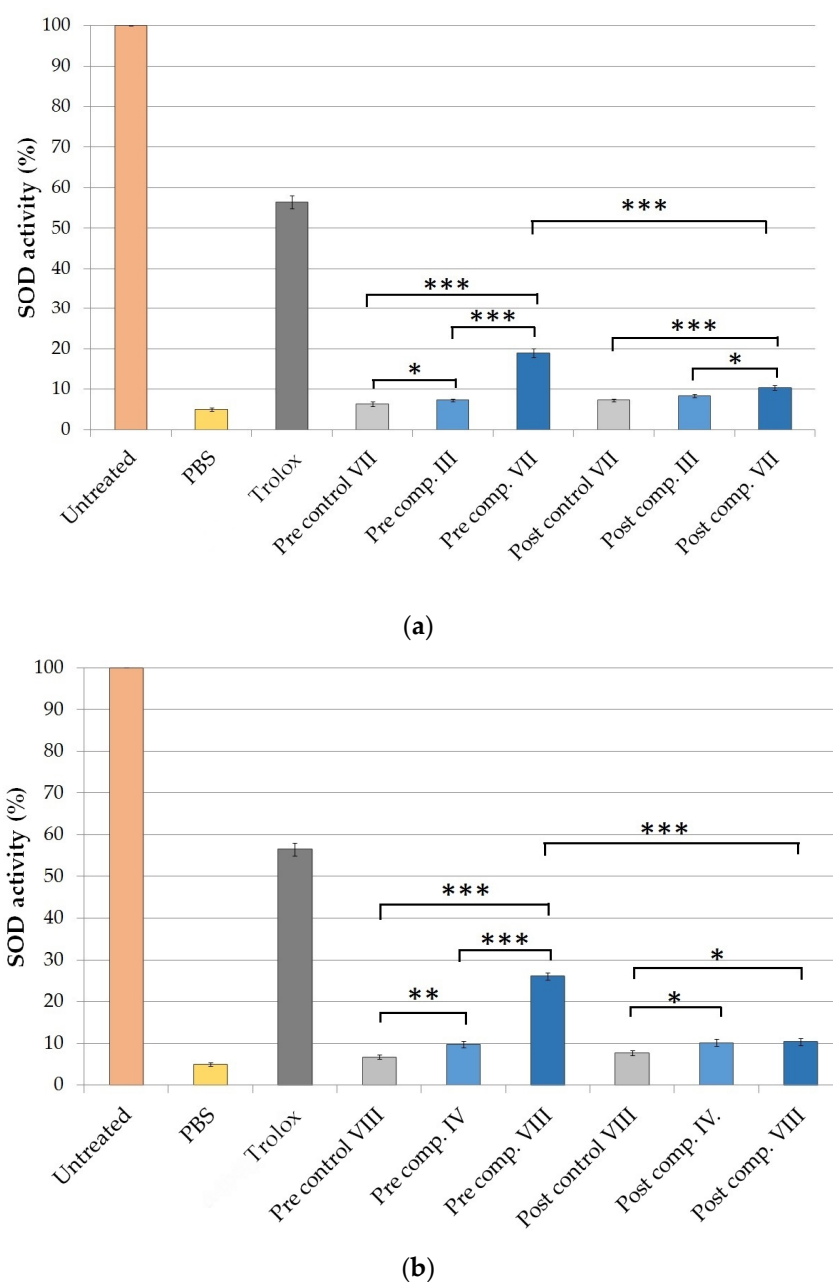 100
90
80
70
60
50
40
30
20
10
0
SOD activity (%)
***
***
***
***
*
*
Untreated
PBS
Trolox
Pre control VII
Pre comp. III
Pre comp. VII
Post control VII
Post comp. III
Post comp. VII
(a)
100
90
80
70
60
50
40
30
20
10
0
SOD activity (%)
***
***
***
*
**
*
Untreated
PBS
Trolox
Pre control VIII
Pre comp. IV
Pre comp. VIII
Post control VIII
Post comp. IV.
Post comp. VIII
(b)